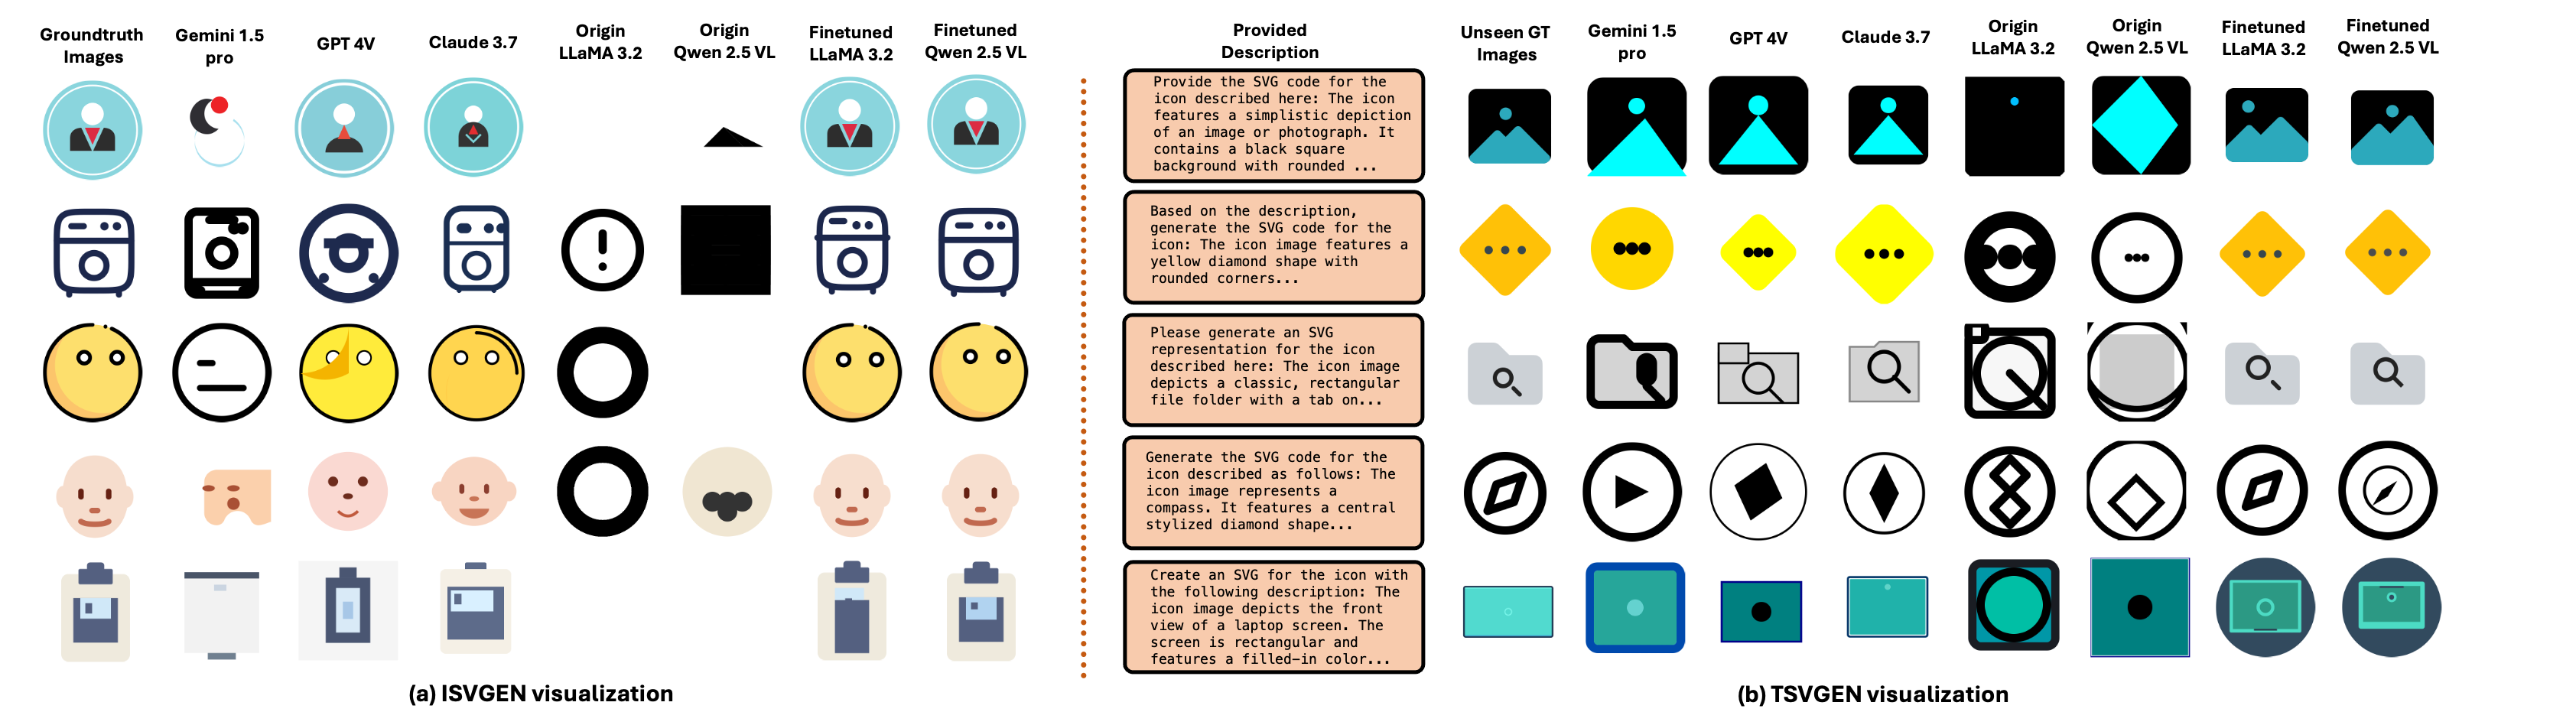 Groundtruth
Images
Gemini 1.5
pro
GPT 4V
Claude 3.7
Origin
LLaMA 3.2
Origin
Qwen 2.5 VL
Finetuned
LLaMA 3.2
Finetuned
Qwen 2.5 VL
(a) ISVGEN visualization
Provided
Description
Unseen GT
Images
Gemini 1.5
pro
GPT 4V
Claude 3.7
Origin
LLaMA 3.2
Origin
Qwen 2.5 VL
Finetuned
LLaMA 3.2
Finetuned
Qwen 2.5 VL
Provide the SVG code for the
icon described here: The icon
features a simplistic depiction
of an image or photograph. It
contains a black square
background with rounded ...
Based on the description,
generate the SVG code for the
icon: The icon image features a
yellow diamond shape with
rounded corners...
Please generate an SVG
representation for the icon
described here: The icon image
depicts a classic, rectangular
file folder with a tab on...
Generate the SVG code for the
icon described as follows: The
icon image represents a
compass. It features a central
stylized diamond shape...
Create an SVG for the icon with
the following description: The
icon image depicts the front
view of a laptop screen. The
screen is rectangular and
features a filled-in color...
(b) TSVGEN visualization